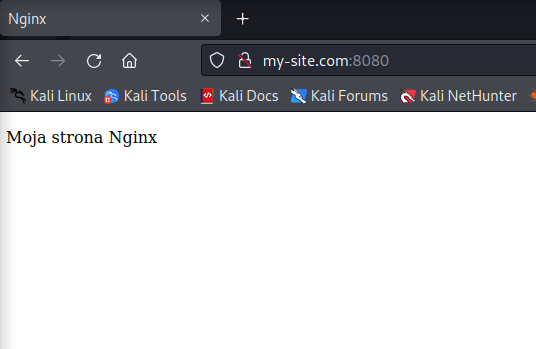 Nginx
my-site.com:8080
Kali Linux Kali Tools Kali Docs Kali Forums Kali NetHunter
Moja strona Nginx